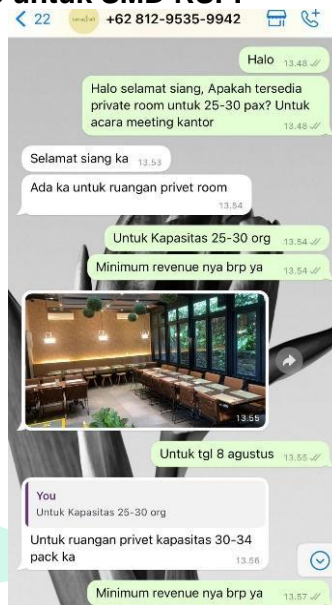 untuk
22 +62 812-9535-9942
Halo 13.48
Halo selamat siang, Apakah tersedia
private room untuk 25-30 pax? Untuk
acara meeting kantor
13.48
Selamat siang ka 13.53
Ada ka untuk ruangan privet room
13.54
Untuk Kapasitas 25-30 org 13.54
Minimum revenue nya brp ya 13.54
13.55
Untuk tgl 8 agustus 13.55
You
Untuk Kapasitas 25-30 org
Untuk ruangan privet kapasitas 30-34
pack ka
13.56
Minimum revenue nya brp ya 13.57